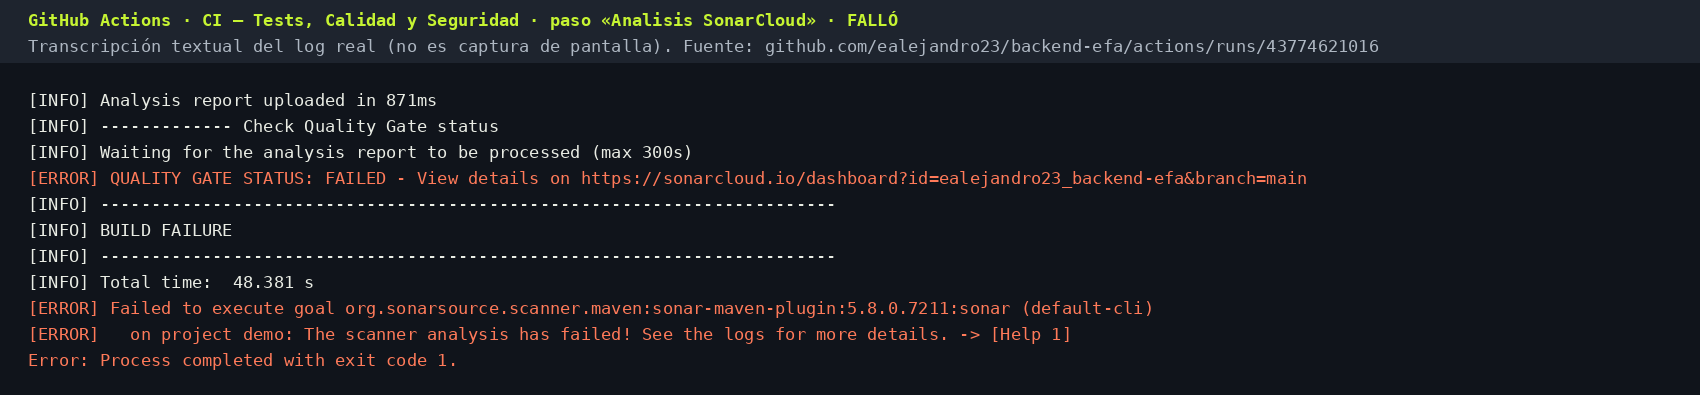 GitHub Actions · CI — Tests, Calidad y Seguridad · paso «Analisis SonarCloud» · FALLÓ
Transcripción textual del log real (no es captura de pantalla). Fuente: github.com/ealejandro23/backend-efa/actions/runs/43774621016
[INFO] Analysis report uploaded in 871ms
[INFO] ------------- Check Quality Gate status
[INFO] Waiting for the analysis report to be processed (max 300s)
[ERROR] QUALITY GATE STATUS: FAILED - View details on https://sonarcloud.io/dashboard?id=ealejandro23_backend-efa&branch=main
[INFO] ------------------------------------------------------------------------
[INFO] BUILD FAILURE
[INFO] ------------------------------------------------------------------------
[INFO] Total time:  48.381 s
[ERROR] Failed to execute goal org.sonarsource.scanner.maven:sonar-maven-plugin:5.8.0.7211:sonar (default-cli)
[ERROR]   on project demo: The scanner analysis has failed! See the logs for more details. -> [Help 1]
Error: Process completed with exit code 1.